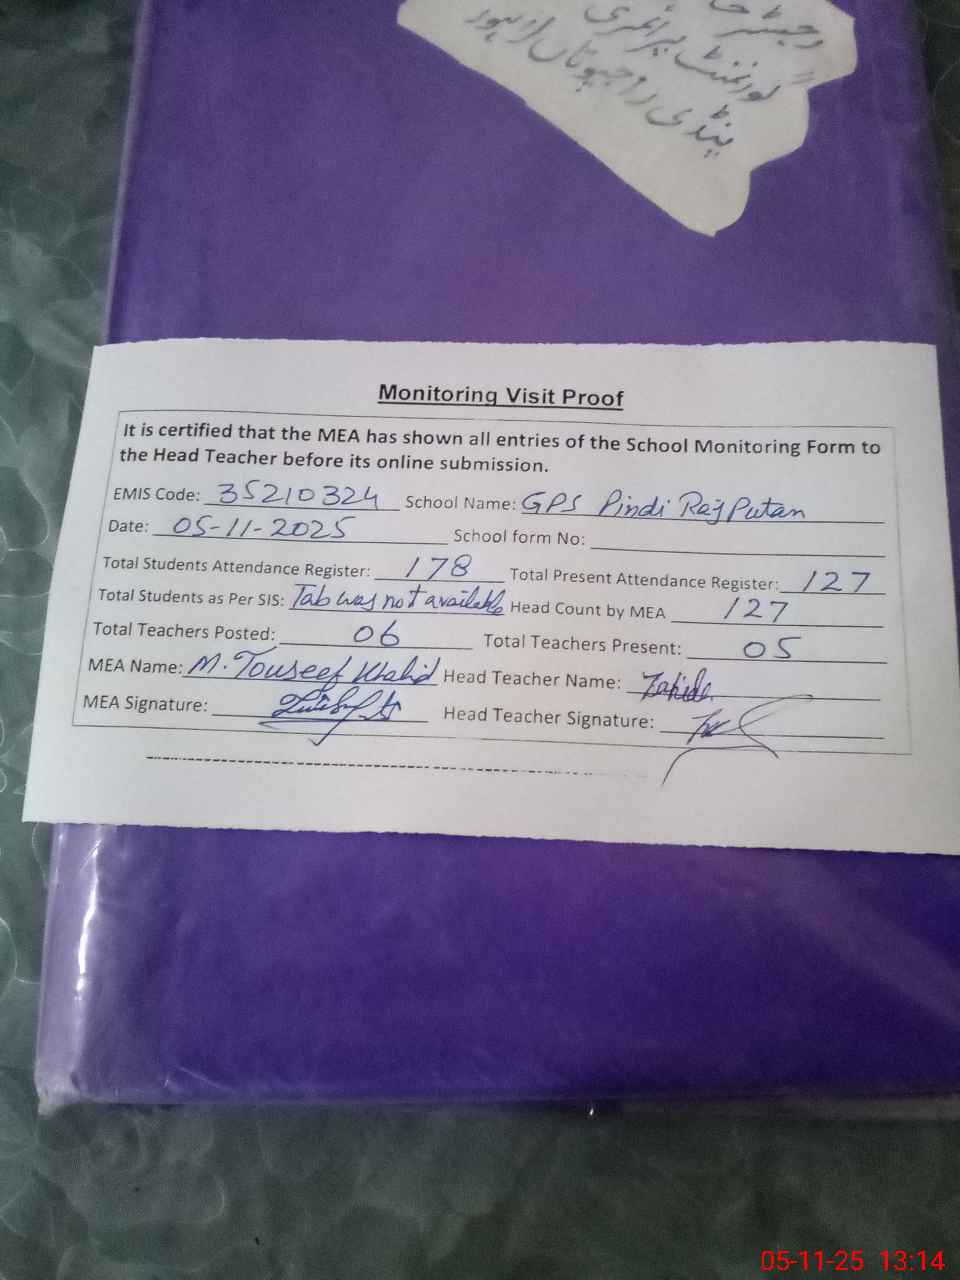 رجسٹر
گورنمنٹ پرائمری
پنڈی راجپوتاں لاہور
Monitoring Visit Proof
It is certified that the MEA has shown all entries of the School Monitoring Form to
the Head Teacher before its online submission.
EMIS Code: 35210324 School Name: GPS Pindi Rajputan
Date: 05-11-2025 School form No:
Total Students Attendance Register: 178 Total Present Attendance Register: 127
Total Students as Per SIS: Tab was not available Head Count by MEA 127
Total Teachers Posted: 06 Total Teachers Present: 05
MEA Name: M. Touseef Khalid Head Teacher Name: Zahida
MEA Signature: Head Teacher Signature:
05-11-25 13:14